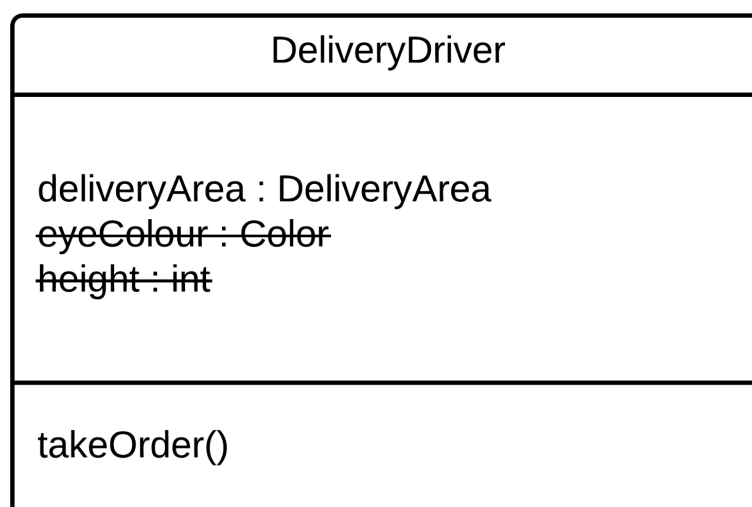 DeliveryDriver
deliveryArea : DeliveryArea
eyeColour : Color
height : int
takeOrder()